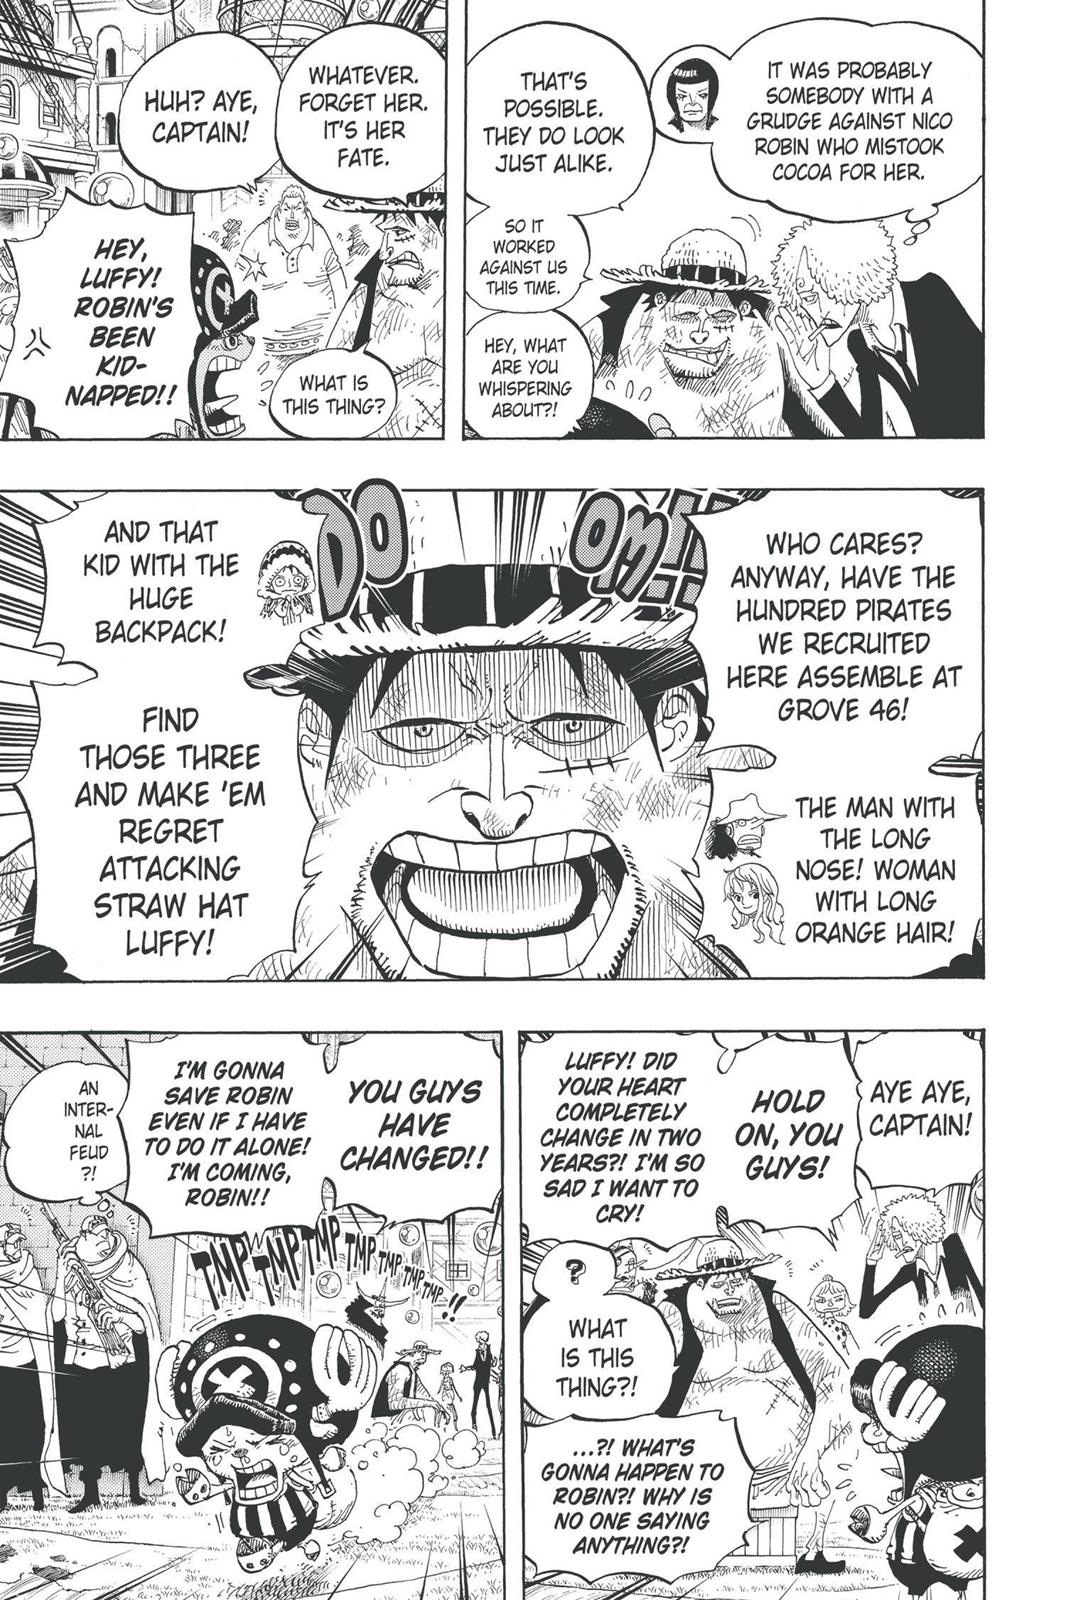 IT WAS PROBABLY
SOMEBODY WITH A
GRUDGE AGAINST NICO
ROBIN WHO MISTOOK
COCOA FOR HER.
THAT'S
POSSIBLE.
THEY DO LOOK
JUST ALIKE.
SO IT
WORKED
AGAINST US
THIS TIME.
HEY, WHAT
ARE YOU
WHISPERING
ABOUT?!
WHATEVER.
FORGET HER.
IT'S HER
FATE.
HUH? AYE,
CAPTAIN!
HEY,
LUFFY!
ROBIN'S
BEEN
KID-
NAPPED!!
WHAT IS
THIS THING?
WHO CARES?
ANYWAY, HAVE THE
HUNDRED PIRATES
WE RECRUITED
HERE ASSEMBLE AT
GROVE 46!
THE MAN WITH
THE LONG
NOSE! WOMAN
WITH LONG
ORANGE HAIR!
DOOM!!
AND THAT
KID WITH THE
HUGE
BACKPACK!
FIND
THOSE THREE
AND MAKE 'EM
REGRET
ATTACKING
STRAW HAT
LUFFY!
AYE AYE,
CAPTAIN!
HOLD
ON, YOU
GUYS!
LUFFY! DID
YOUR HEART
COMPLETELY
CHANGE IN TWO
YEARS?! I'M SO
SAD I WANT TO
CRY!
?
WHAT
IS THIS
THING?!
...?! WHAT'S
GONNA HAPPEN TO
ROBIN?! WHY IS
NO ONE SAYING
ANYTHING?!
YOU GUYS
HAVE
CHANGED!!
I'M GONNA
SAVE ROBIN
EVEN IF I HAVE
TO DO IT ALONE!
I'M COMING,
ROBIN!!
AN
INTER-
NAL
FEUD
?!
TMP TMP TMP TMP TMP TMP TMP!!